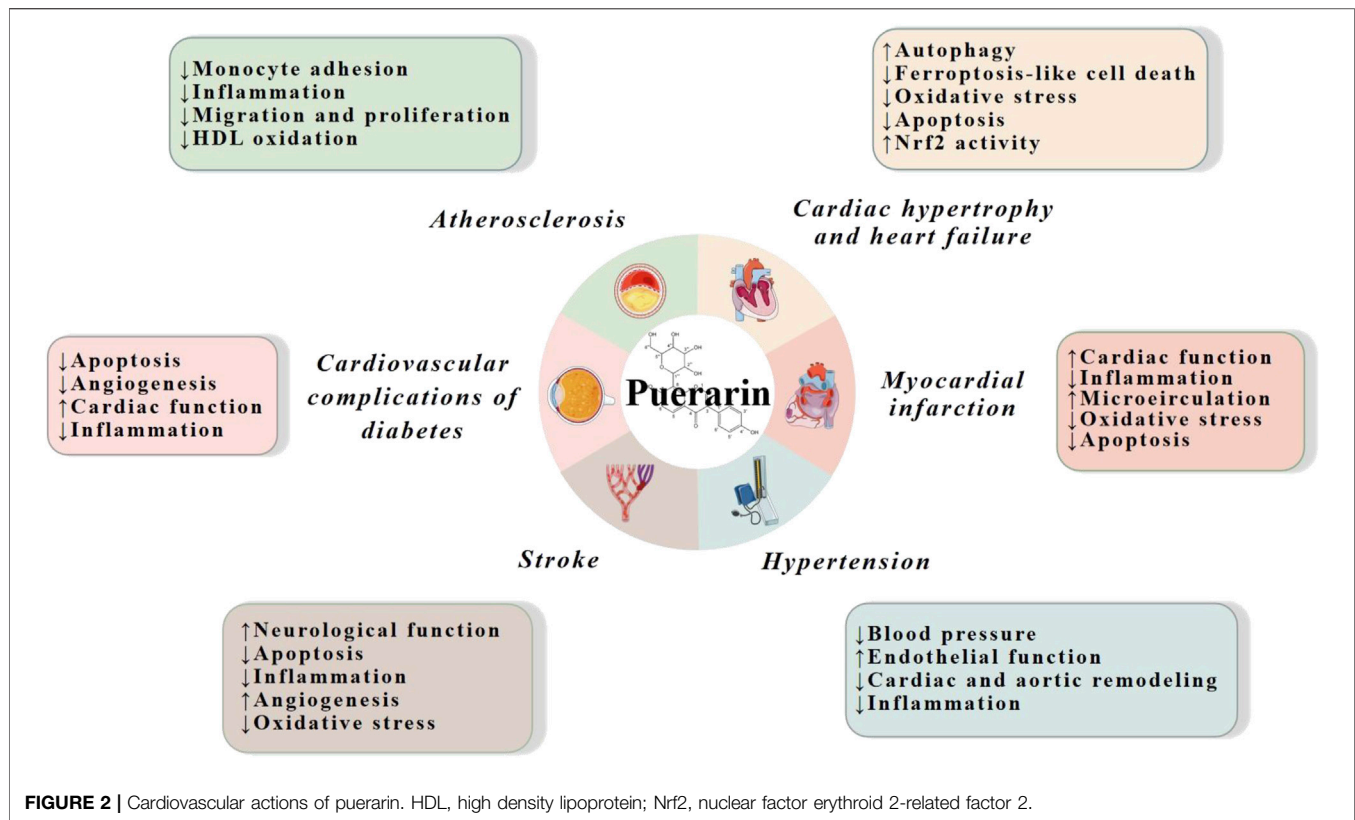 ↓Monocyte adhesion
↓Inflammation
↓Migration and proliferation
↓HDL oxidation
↑Autophagy
↓Ferroptosis-like cell death
↓Oxidative stress
↓Apoptosis
↑Nrf2 activity
Atherosclerosis
Cardiac hypertrophy
and heart failure
↓Apoptosis
↓Angiogenesis
↑Cardiac function
↓Inflammation
Cardiovascular
complications of
diabetes
Puerarin
Myocardial
infarction
↑Cardiac function
↓Inflammation
↑Microeirculation
↓Oxidative stress
↓Apoptosis
Stroke
Hypertension
↑Neurological function
↓Apoptosis
↓Inflammation
↑Angiogenesis
↓Oxidative stress
↓Blood pressure
↑Endothelial function
↓Cardiac and aortic remodeling
↓Inflammation
FIGURE 2 | Cardiovascular actions of puerarin. HDL, high density lipoprotein; Nrf2, nuclear factor erythroid 2-related factor 2.